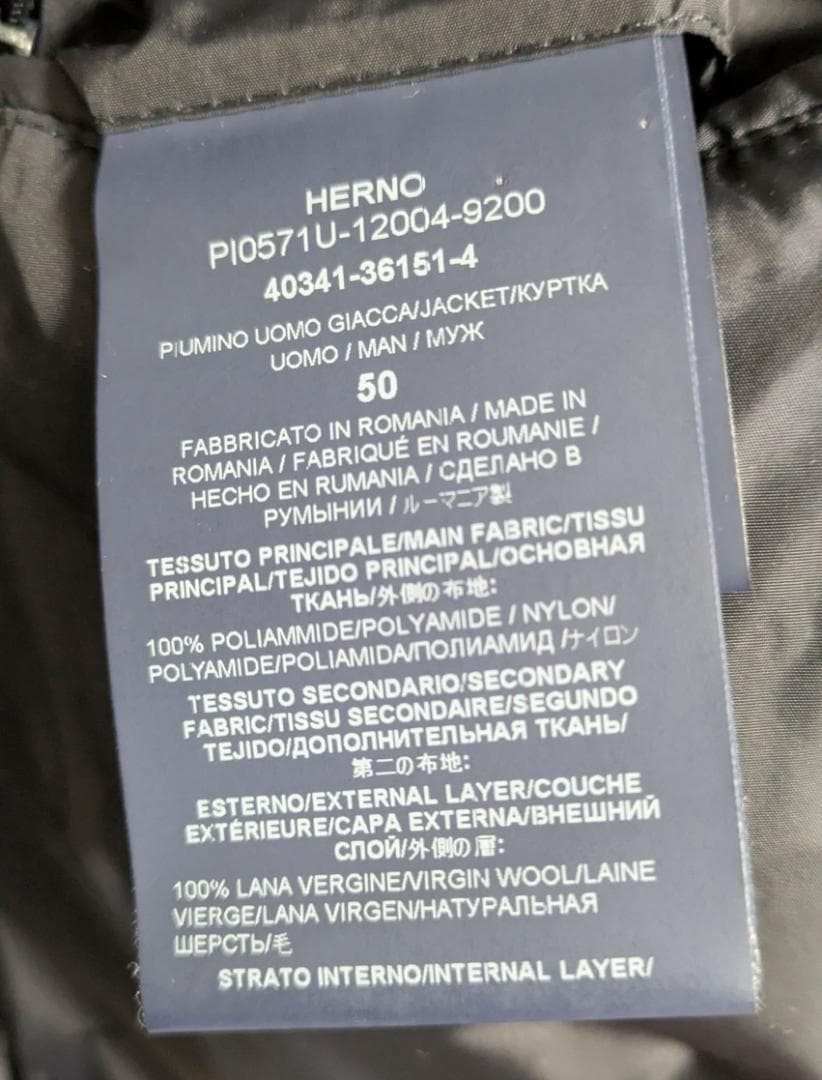 HERNO
PI0571U-12004-9200
40341-36151-4
PIUMINO UOMO GIACCA/JACKET/КУРТКА
UOMO / MAN / МУЖ
50
FABBRICATO IN ROMANIA / MADE IN
ROMANIA / FABRIQUÉ EN ROUMANIE /
HECHO EN RUMANIA / СДЕЛАНО В
РУМЫНИИ / ルーマニア製
TESSUTO PRINCIPALE/MAIN FABRIC/TISSU
PRINCIPAL/TEJIDO PRINCIPAL/ОСНОВНАЯ
ТКАНЬ/外側の布地:
100% POLIAMMIDE/POLYAMIDE / NYLON/
POLYAMIDE/POLIAMIDA/ПОЛИАМИД /ナイロン
TESSUTO SECONDARIO/SECONDARY
FABRIC/TISSU SECONDAIRE/SEGUNDO
TEJIDO/ДОПОЛНИТЕЛЬНАЯ ТКАНЬ/
第二の布地:
ESTERNO/EXTERNAL LAYER/COUCHE
EXTÉRIEURE/CAPA EXTERNA/ВНЕШНИЙ
СЛОЙ/外側の層:
100% LANA VERGINE/VIRGIN WOOL/LAINE
VIERGE/LANA VIRGEN/НАТУРАЛЬНАЯ
ШЕРСТЬ/毛
STRATO INTERNO/INTERNAL LAYER/